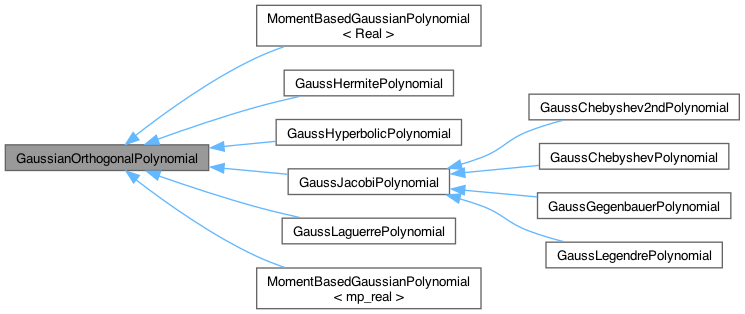 MomentBasedGaussianPolynomial
< Real >
GaussHermitePolynomial
GaussChebyshev2ndPolynomial
GaussHyperbolicPolynomial
GaussChebyshevPolynomial
GaussianOrthogonalPolynomial
GaussJacobiPolynomial
GaussGegenbauerPolynomial
GaussLaguerrePolynomial
GaussLegendrePolynomial
MomentBasedGaussianPolynomial
< mp_real >